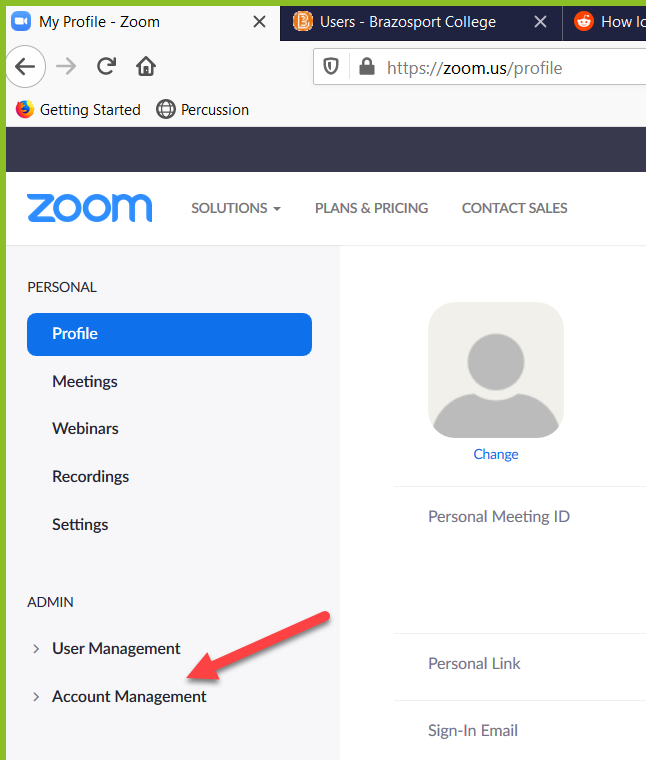 My Profile - Zoom
Users - Brazosport College
https://zoom.us/profile
Getting Started
Percussion
zoom
SOLUTIONS
PLANS & PRICING
CONTACT SALES
PERSONAL
Profile
Meetings
Webinars
Recordings
Settings
Change
Personal Meeting ID
ADMIN
User Management
Personal Link
Account Management
Sign-In Email